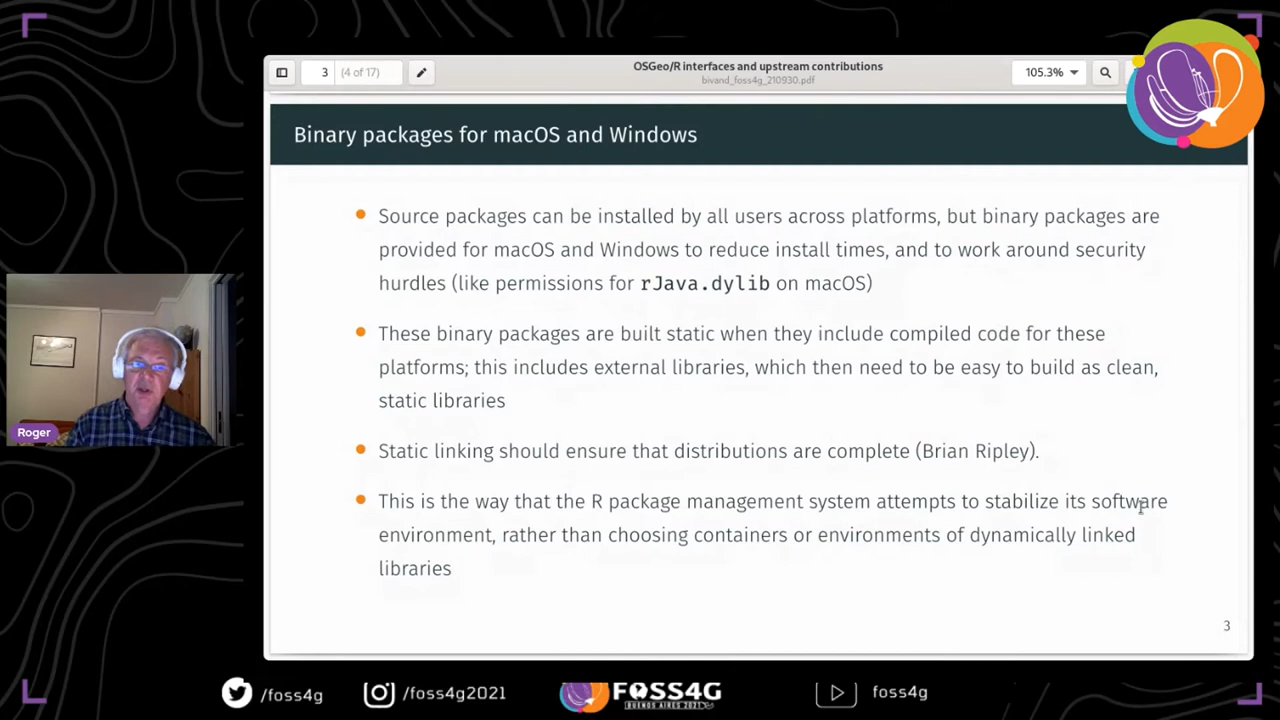 3
(4 of 17)
OSGeo/R interfaces and upstream contributions
bivand_foss4g_210930.pdf
105.3%
Binary packages for macOS and Windows
Source packages can be installed by all users across platforms, but binary packages are
provided for macOS and Windows to reduce install times, and to work around security
hurdles (like permissions for rJava.dylib on macOS)
These binary packages are built static when they include compiled code for these
platforms; this includes external libraries, which then need to be easy to build as clean,
static libraries
Static linking should ensure that distributions are complete (Brian Ripley).
This is the way that the R package management system attempts to stabilize its software
environment, rather than choosing containers or environments of dynamically linked
libraries
3
Roger
/foss4g
/foss4g2021
FOSS4G
BUENOS AIRES 2021
foss4g